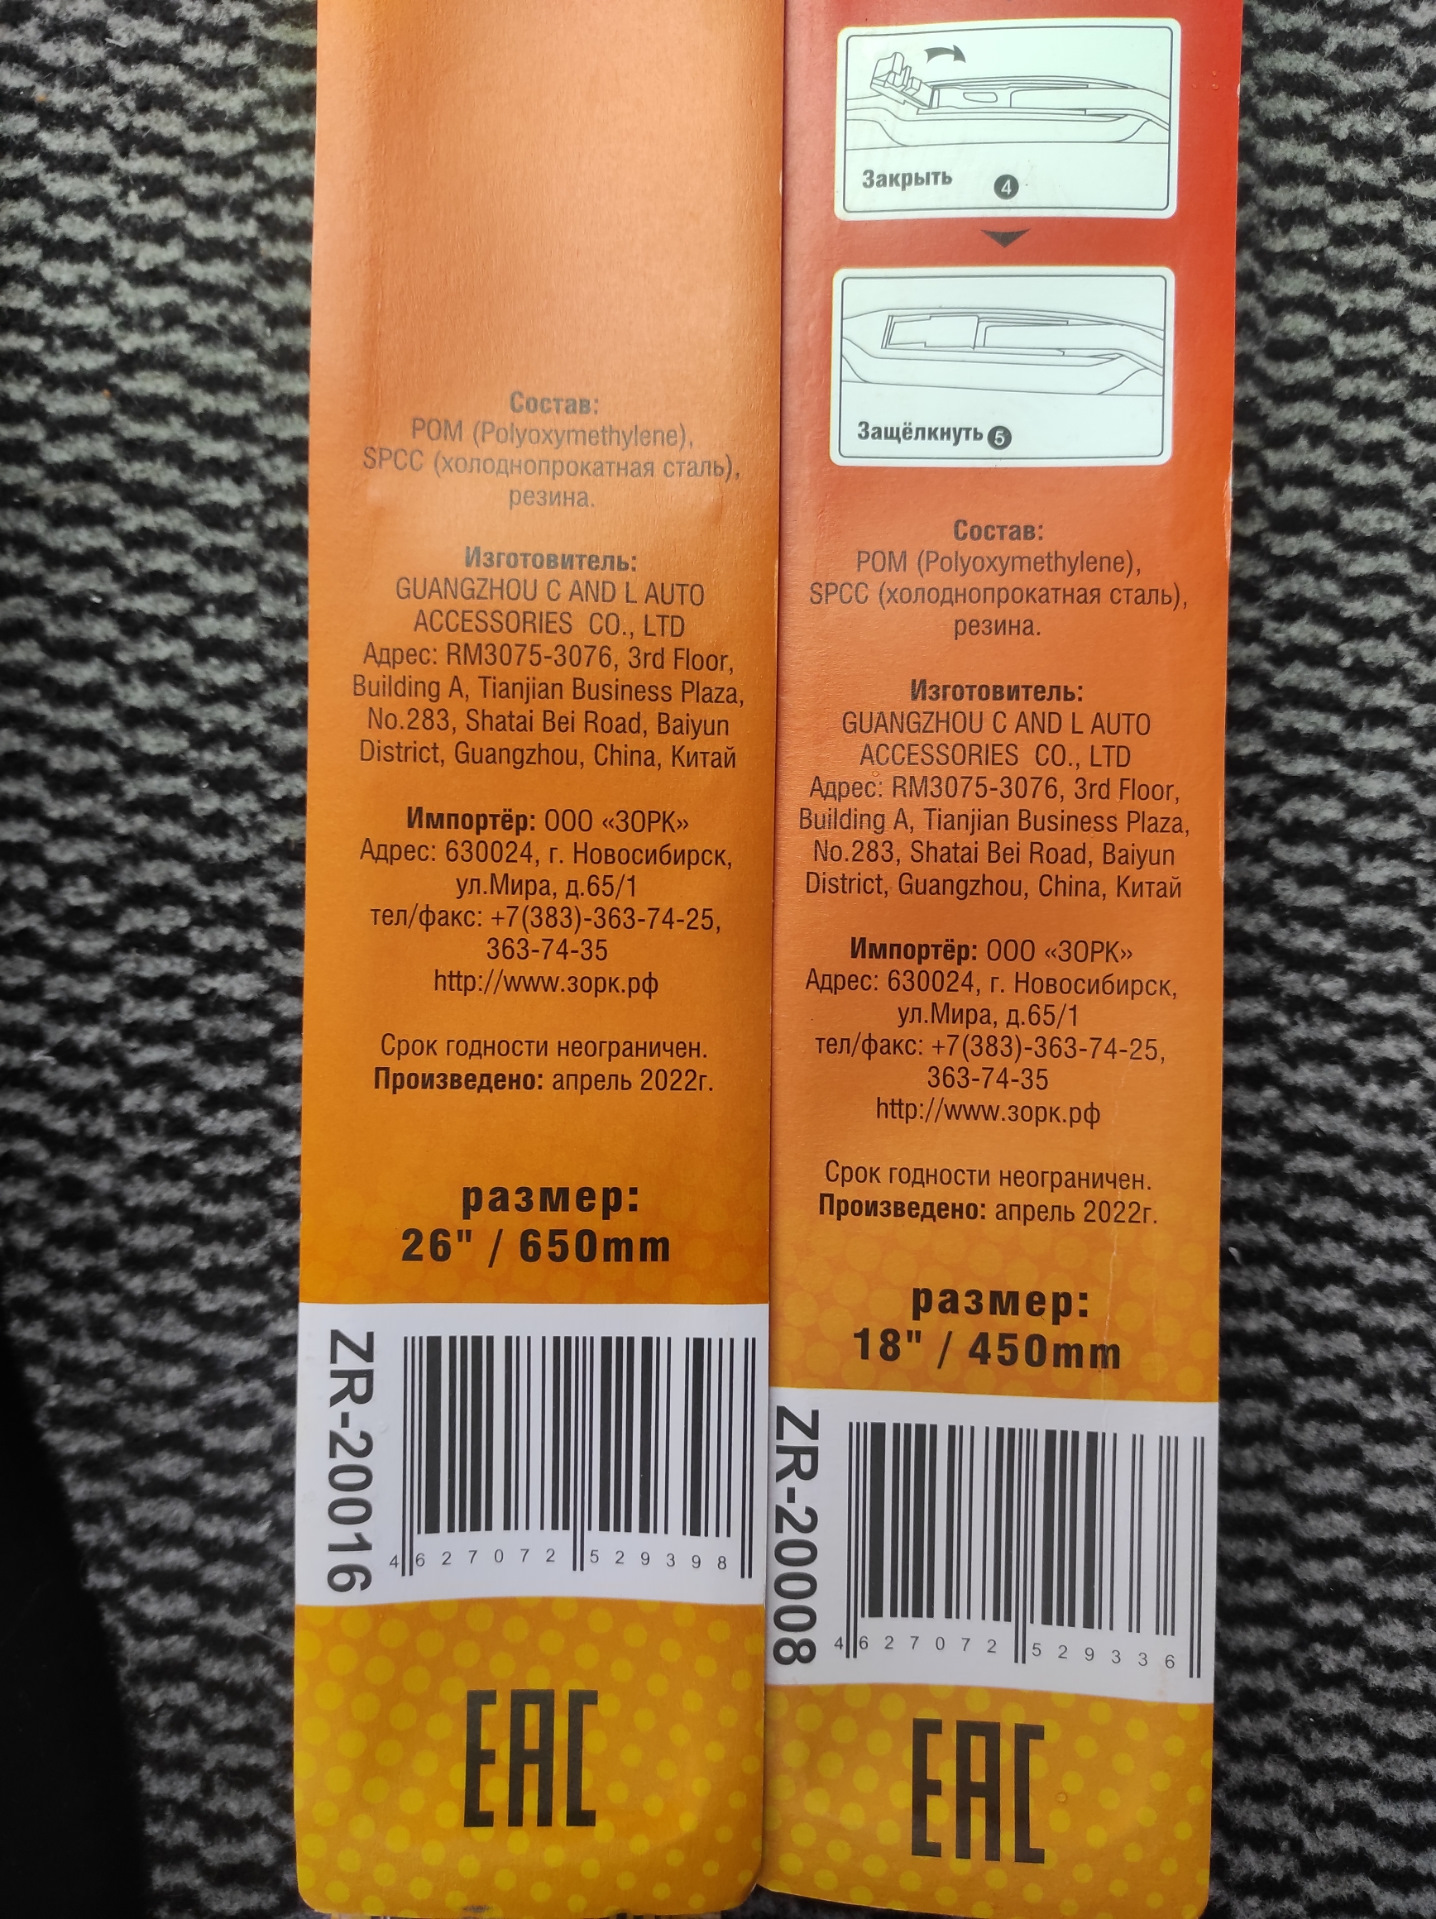 Состав:
POM (Polyoxymethylene),
SPCC (холоднопрокатная сталь),
резина.
Изготовитель:
GUANGZHOU C AND L AUTO
ACCESSORIES CO., LTD
Адрес: RM3075-3076, 3rd Floor,
Building A, Tianjian Business Plaza,
No.283, Shatai Bei Road, Baiyun
District, Guangzhou, China, Китай
Импортёр: ООО «ЗОРК»
Адрес: 630024, г. Новосибирск,
ул.Мира, д.65/1
тел/факс: +7(383)-363-74-25,
363-74-35
http://www.зорк.рф
Срок годности неограничен.
Произведено: апрель 2022г.
размер:
26" / 650mm
ZR-20016
4 627072 529398
EAC
Закрыть 4
Защёлкнуть 5
Состав:
POM (Polyoxymethylene),
SPCC (холоднопрокатная сталь),
резина.
Изготовитель:
GUANGZHOU C AND L AUTO
ACCESSORIES CO., LTD
Адрес: RM3075-3076, 3rd Floor,
Building A, Tianjian Business Plaza,
No.283, Shatai Bei Road, Baiyun
District, Guangzhou, China, Китай
Импортёр: ООО «ЗОРК»
Адрес: 630024, г. Новосибирск,
ул.Мира, д.65/1
тел/факс: +7(383)-363-74-25,
363-74-35
http://www.зорк.рф
Срок годности неограничен.
Произведено: апрель 2022г.
размер:
18" / 450mm
ZR-20008
4 627072 529336
EAC